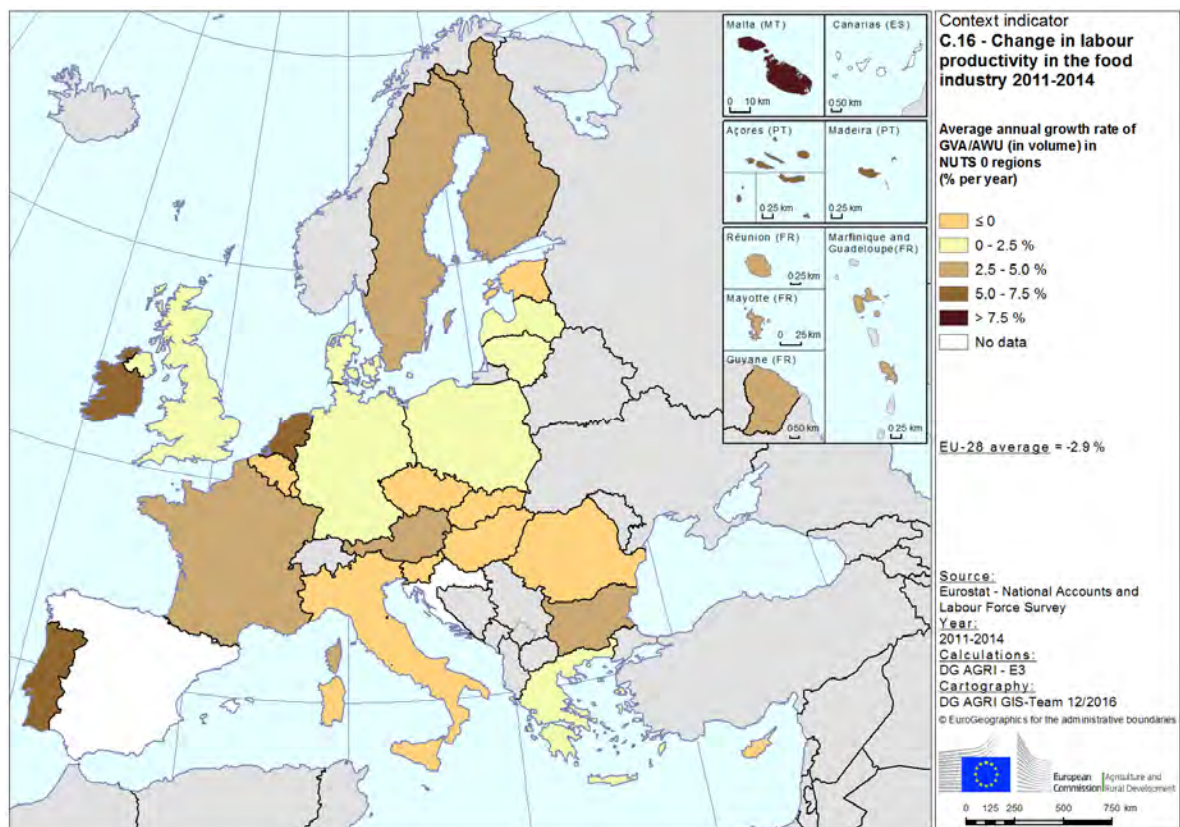 Malta (MT)
0 10 km
Canarias (ES)
0 50 km
Açores (PT)
0 25 km
Madeira (PT)
0 25 km
Réunion (FR)
0 25 km
Martinique and
Guadeloupe(FR)
0 25 km
Mayotte (FR)
0 25 km
Guyane (FR)
0 50 km
Context indicator
C.16 - Change in labour
productivity in the food
industry 2011-2014
Average annual growth rate of
GVA/AWU (in volume) in
NUTS 0 regions
(% per year)
≤ 0
0 - 2.5 %
2.5 - 5.0 %
5.0 - 7.5 %
> 7.5 %
No data
EU-28 average = -2.9 %
Source:
Eurostat - National Accounts and
Labour Force Survey
Year:
2011-2014
Calculations:
DG AGRI - E3
Cartography:
DG AGRI GIS-Team 12/2016
© EuroGeographics for the administrative boundaries
European
Commission
Agriculture and
Rural Development
0 125 250 500 750 km